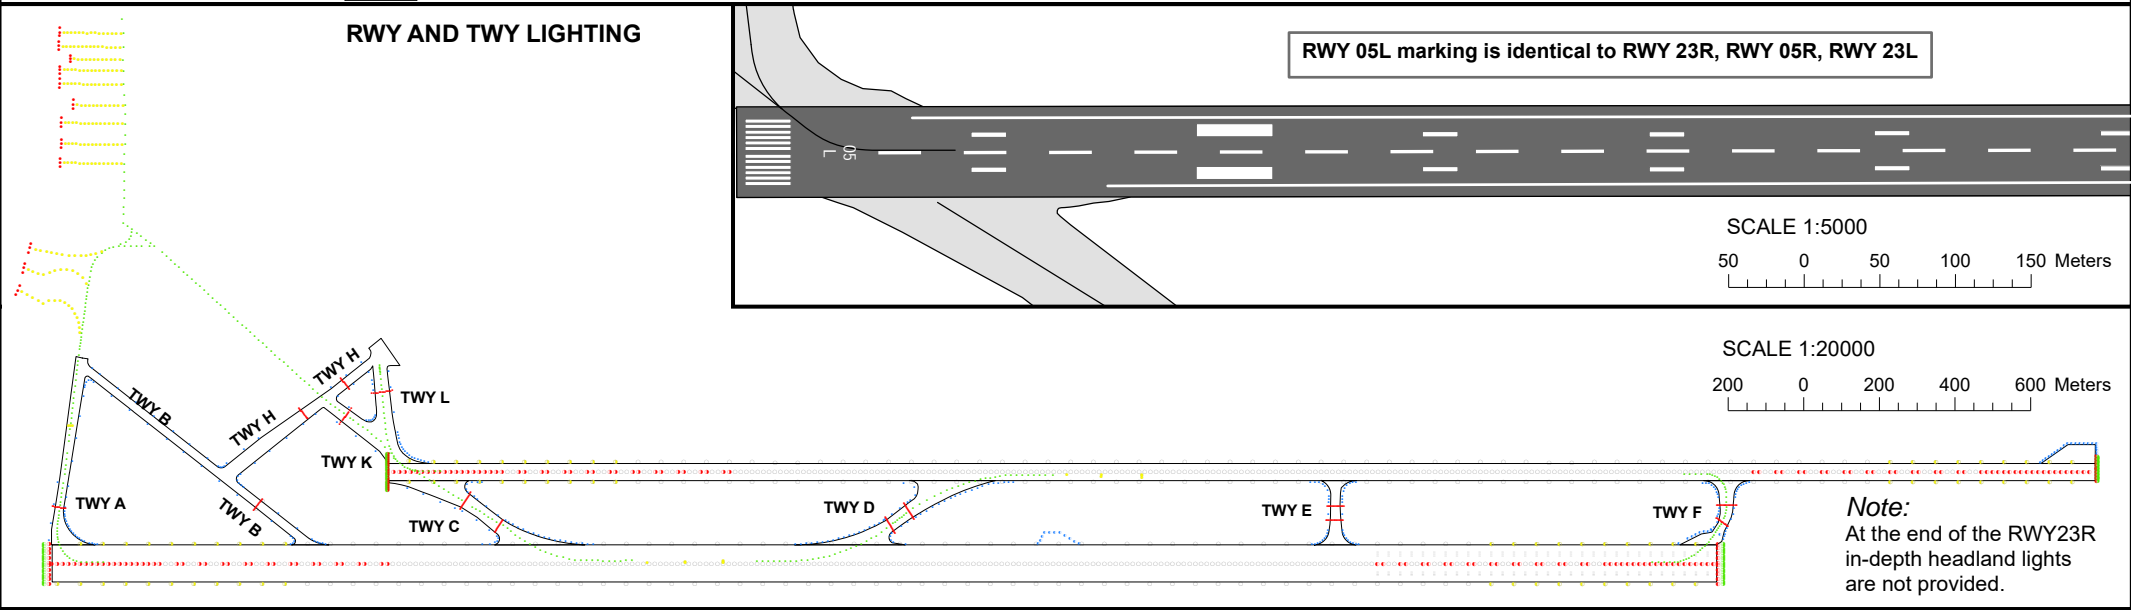 RWY AND TWY LIGHTING
RWY 05L marking is identical to RWY 23R, RWY 05R, RWY 23L
05
L
SCALE 1:5000
50 0 50 100 150 Meters
SCALE 1:20000
200 0 200 400 600 Meters
TWY H
TWY L
TWY B
TWY H
TWY K
TWY A
TWY B
TWY C
TWY D
TWY E
TWY F
Note:
At the end of the RWY23R
in-depth headland lights
are not provided.